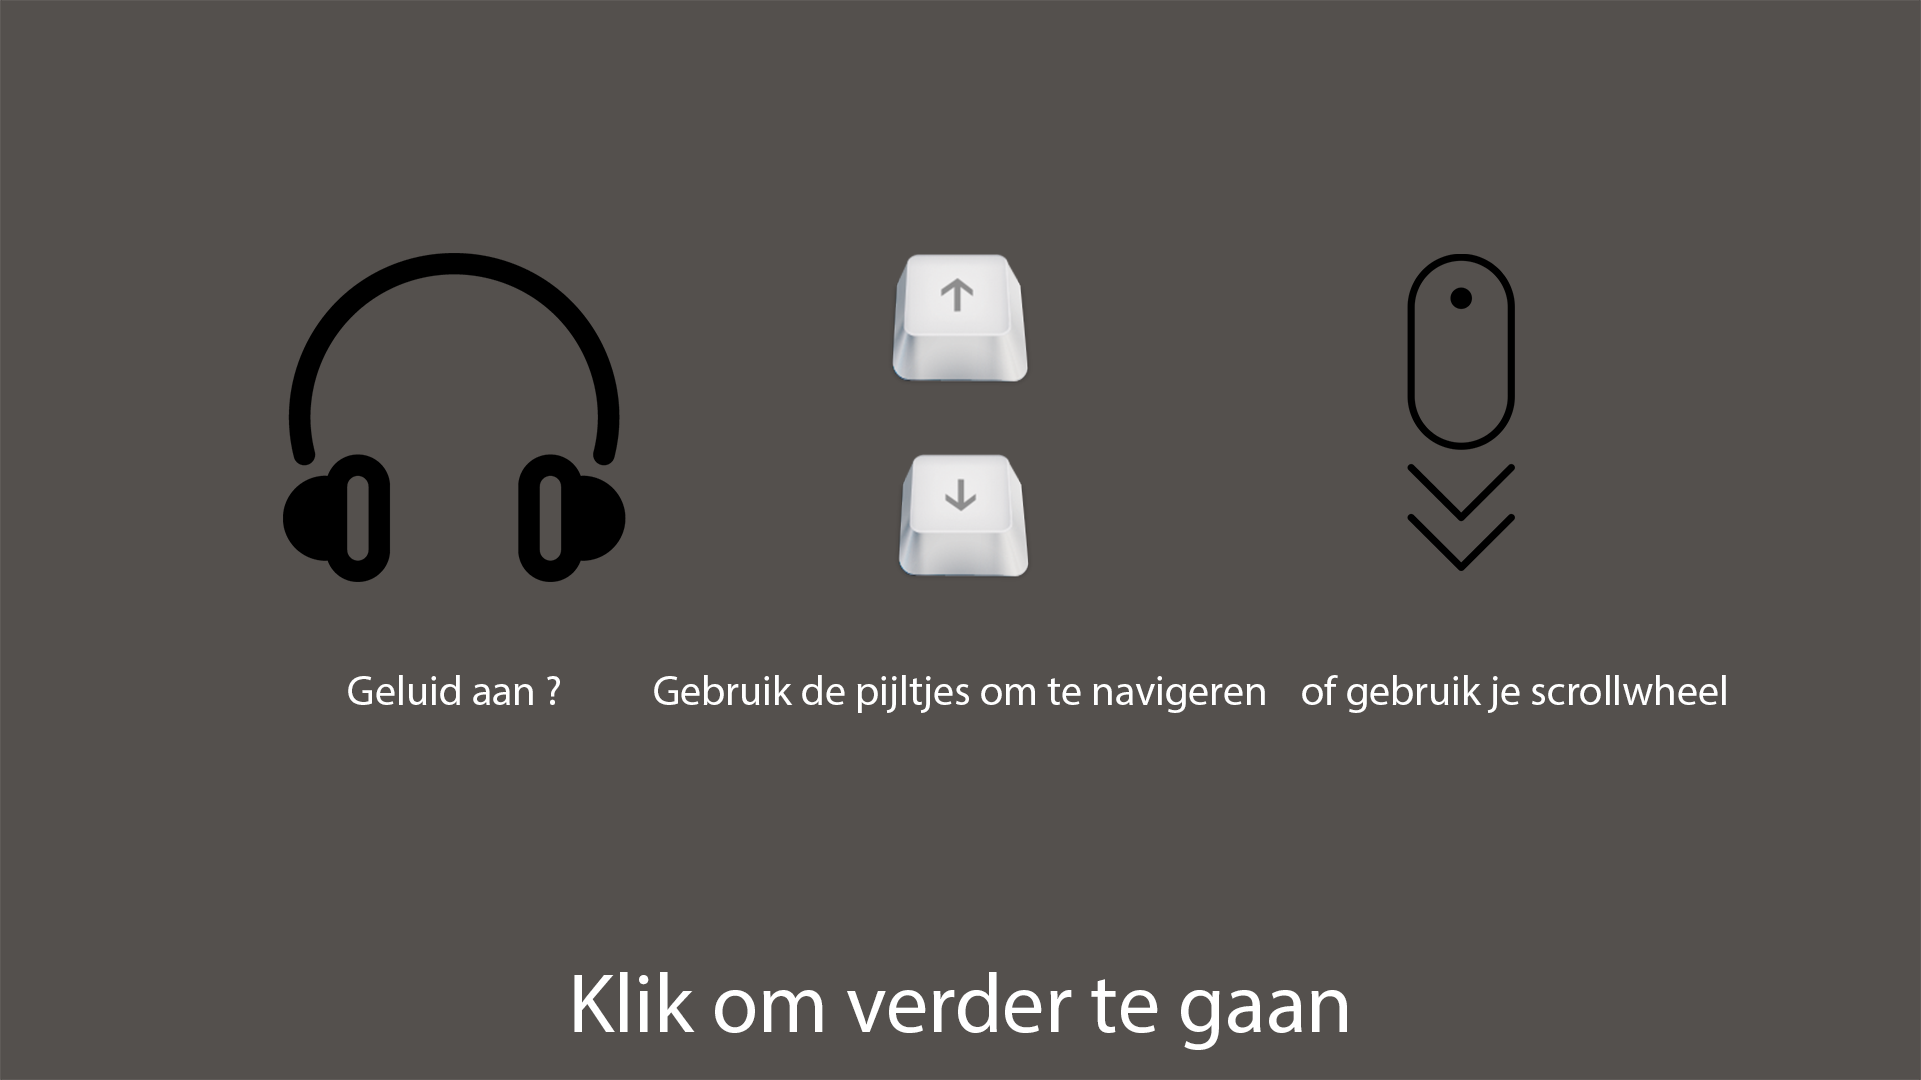 Geluid aan ?
Gebruik de pijltjes om te navigeren
of gebruik je scrollwheel
Klik om verder te gaan